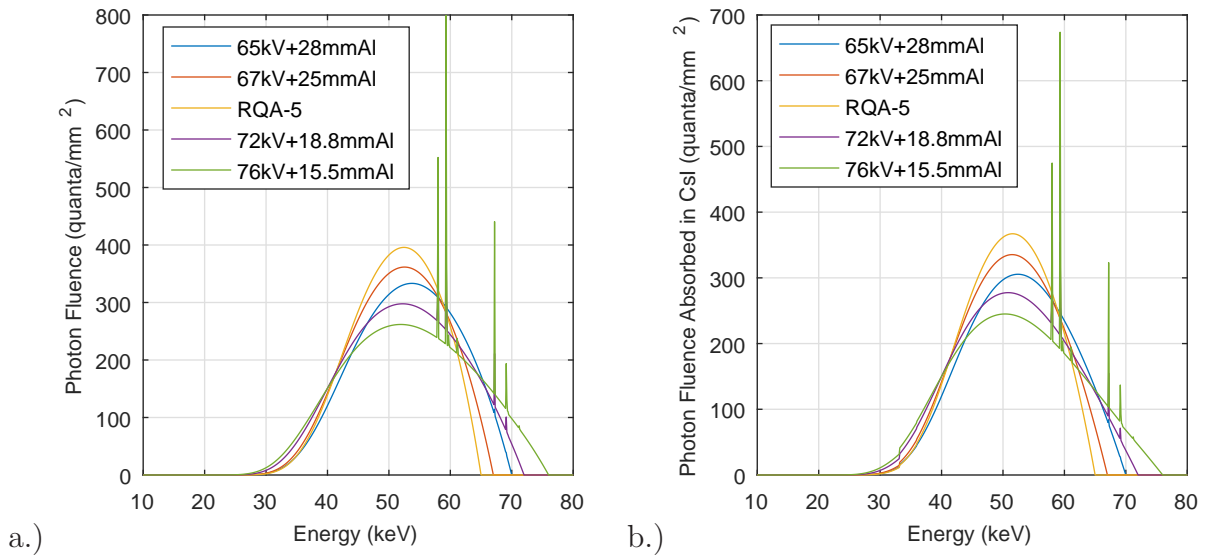 800
700
600
500
400
300
200
100
0
Photon Fluence (quanta/mm 2)
65kV+28mmAl
67kV+25mmAl
RQA-5
72kV+18.8mmAl
76kV+15.5mmAl
10 20 30 40 50 60 70 80
Energy (keV)
a.)
700
600
500
400
300
200
100
0
Photon Fluence Absorbed in CsI (quanta/mm 2)
65kV+28mmAl
67kV+25mmAl
RQA-5
72kV+18.8mmAl
76kV+15.5mmAl
10 20 30 40 50 60 70 80
Energy (keV)
b.)